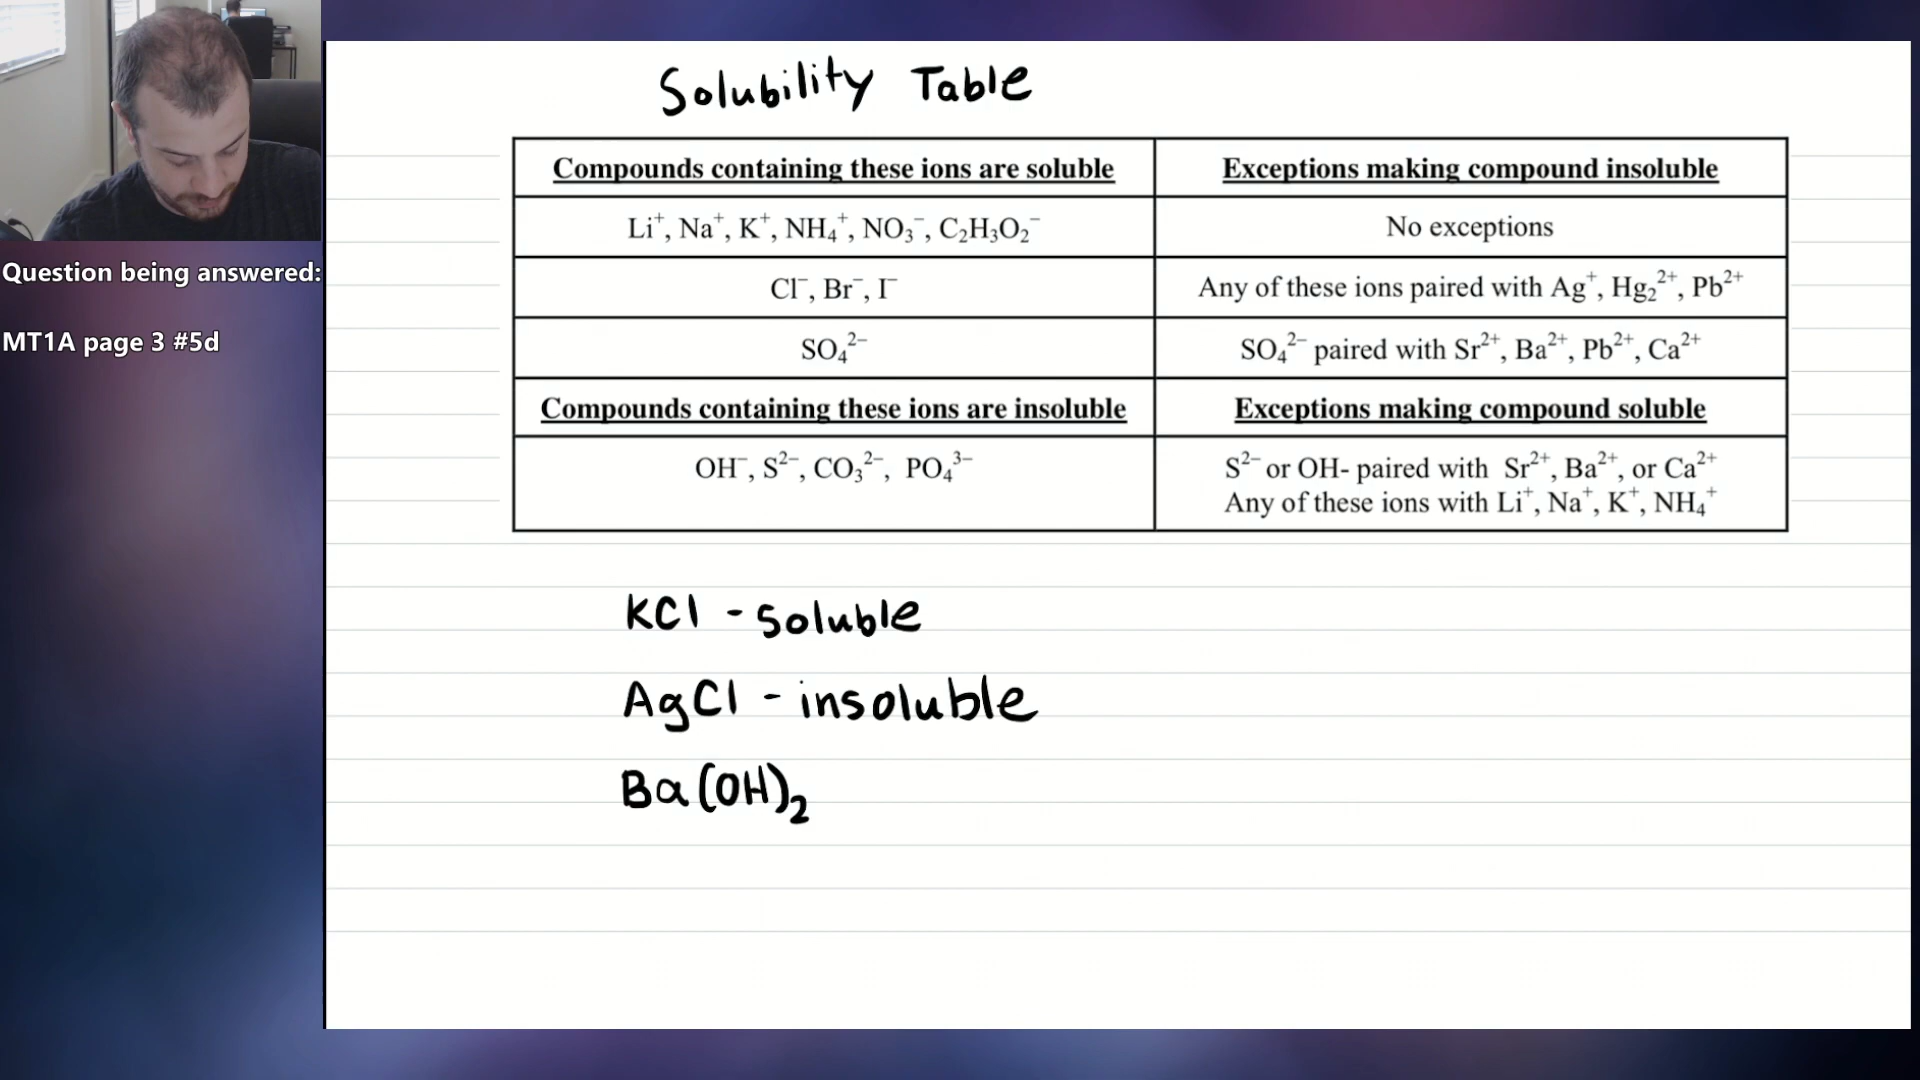 Solubility Table
Question being answered:
MT1A page 3 #5d
Compounds containing these ions are soluble Exceptions making compound insoluble
Li⁺, Na⁺, K⁺, NH₄⁺, NO₃⁻, C₂H₃O₂⁻ No exceptions
Cl⁻, Br⁻, I⁻ Any of these ions paired with Ag⁺, Hg₂²⁺, Pb²⁺
SO₄²⁻ SO₄²⁻ paired with Sr²⁺, Ba²⁺, Pb²⁺, Ca²⁺
Compounds containing these ions are insoluble Exceptions making compound soluble
OH⁻, S²⁻, CO₃²⁻, PO₄³⁻ S²⁻ or OH- paired with Sr²⁺, Ba²⁺, or Ca²⁺
Any of these ions with Li⁺, Na⁺, K⁺, NH₄⁺
KCl - soluble
AgCl - insoluble
Ba(OH)₂